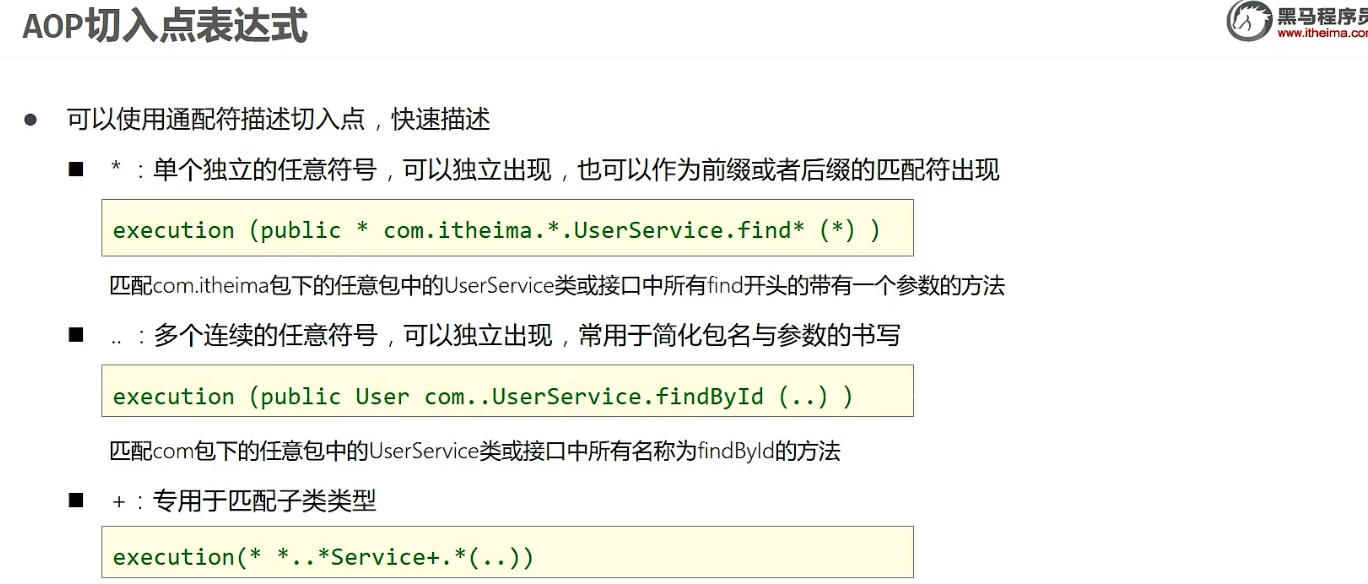 AOP切入点表达式
黑马程序员
www.itheima.com
● 可以使用通配符描述切入点，快速描述
■ * ：单个独立的任意符号，可以独立出现，也可以作为前缀或者后缀的匹配符出现
execution (public * com.itheima.*.UserService.find* (*) )
匹配com.itheima包下的任意包中的UserService类或接口中所有find开头的带有一个参数的方法
■ .. ：多个连续的任意符号，可以独立出现，常用于简化包名与参数的书写
execution (public User com..UserService.findById (..) )
匹配com包下的任意包中的UserService类或接口中所有名称为findById的方法
■ + ：专用于匹配子类类型
execution(* *..*Service+.*(..))